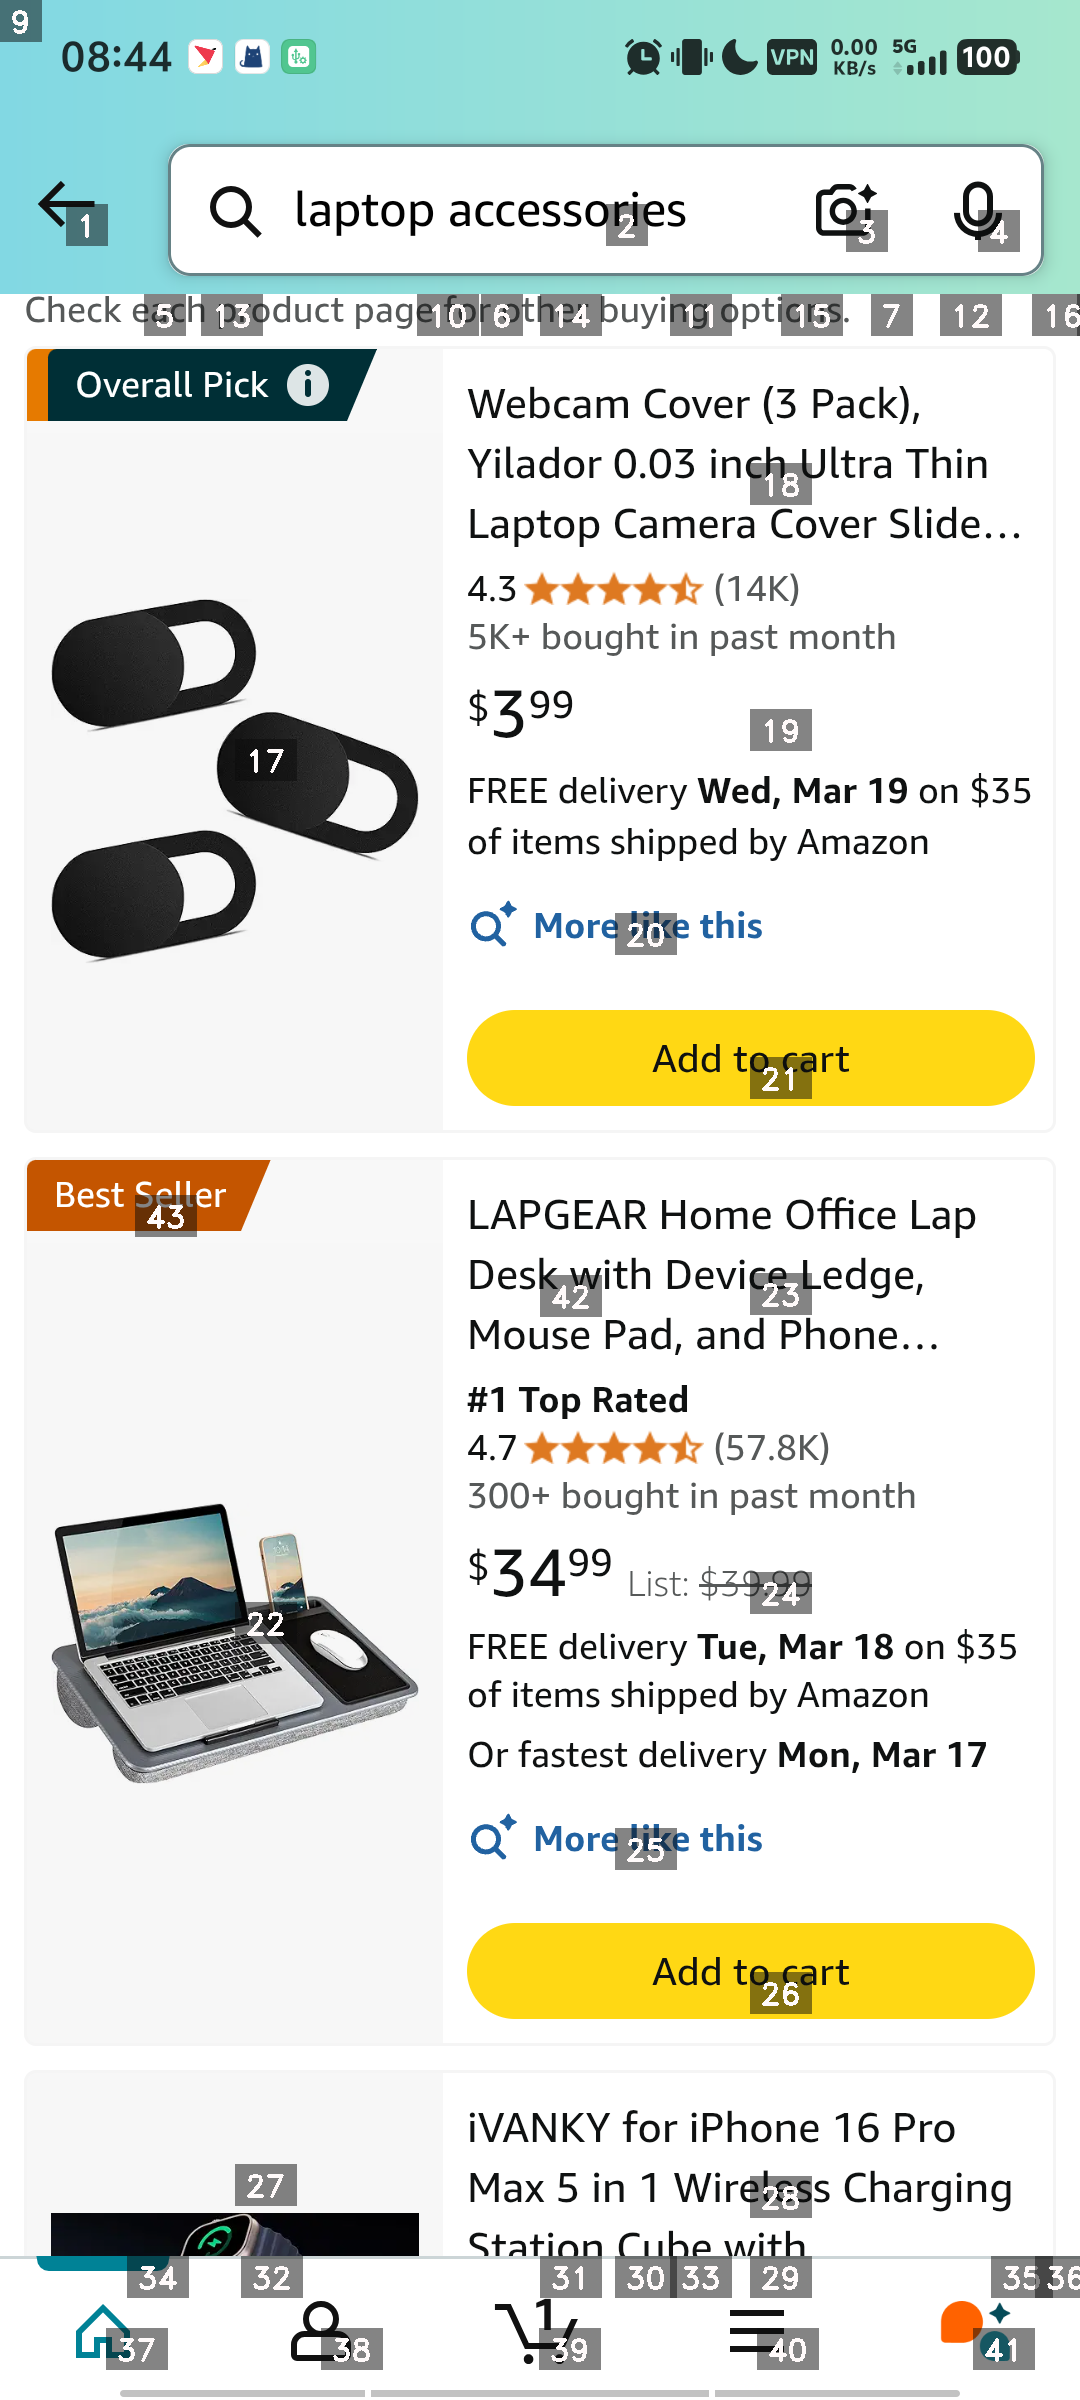 9
08:44
VPN
0.00 KB/s
5G
100
1
laptop accessories
2
3
4
Check each product page for other buying options.
5 13 10 6 14 11 15 7 12 16
Overall Pick
Webcam Cover (3 Pack),
Yilador 0.03 inch Ultra Thin
18
Laptop Camera Cover Slide…
4.3 (14K)
5K+ bought in past month
$3 99
19
17
FREE delivery Wed, Mar 19 on $35
of items shipped by Amazon
More like this
20
Add to cart
21
Best Seller
43
LAPGEAR Home Office Lap
Desk with Device Ledge,
42 23
Mouse Pad, and Phone…
#1 Top Rated
4.7 (57.8K)
300+ bought in past month
$34 99 List: $39.99
24
22
FREE delivery Tue, Mar 18 on $35
of items shipped by Amazon
Or fastest delivery Mon, Mar 17
More like this
25
Add to cart
26
iVANKY for iPhone 16 Pro
Max 5 in 1 Wireless Charging
27 28
Station Cube with
34 32 31 30 33 29 35 36
1
37 38 39 40 41